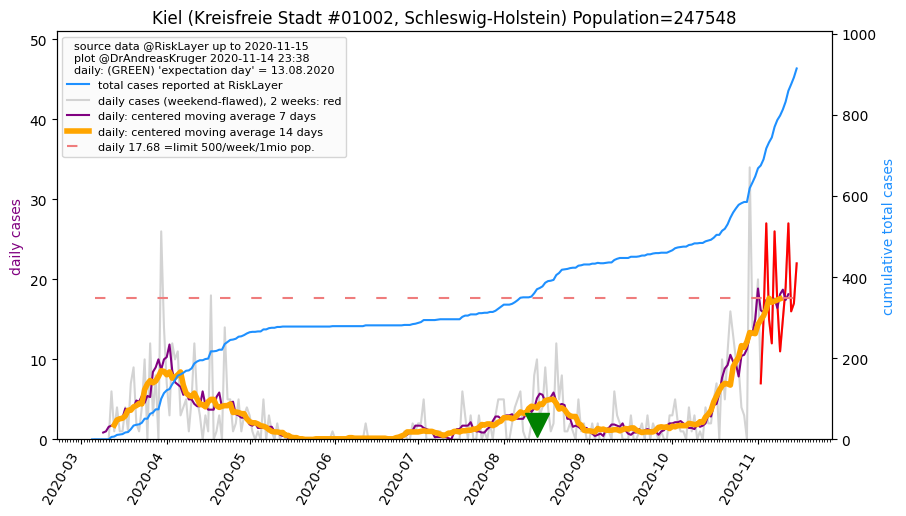 Kiel (Kreisfreie Stadt #01002, Schleswig-Holstein) Population=247548
source data @RiskLayer up to 2020-11-15
plot @DrAndreasKruger 2020-11-14 23:38
daily: (GREEN) 'expectation day' = 13.08.2020
total cases reported at RiskLayer
daily cases (weekend-flawed), 2 weeks: red
daily: centered moving average 7 days
daily: centered moving average 14 days
daily 17.68 =limit 500/week/1mio pop.
daily cases
50
40
30
20
10
0
cumulative total cases
1000
800
600
400
200
0
2020-03
2020-04
2020-05
2020-06
2020-07
2020-08
2020-09
2020-10
2020-11